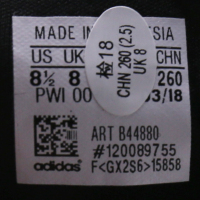 MADE IN
SIA
US UK
CHN
8½ 8
260
PWI 00
03/18
检18
CHN 260 (2.5)
UK 8
ART B44880
#120089755
adidas
F<GX2S6>15858